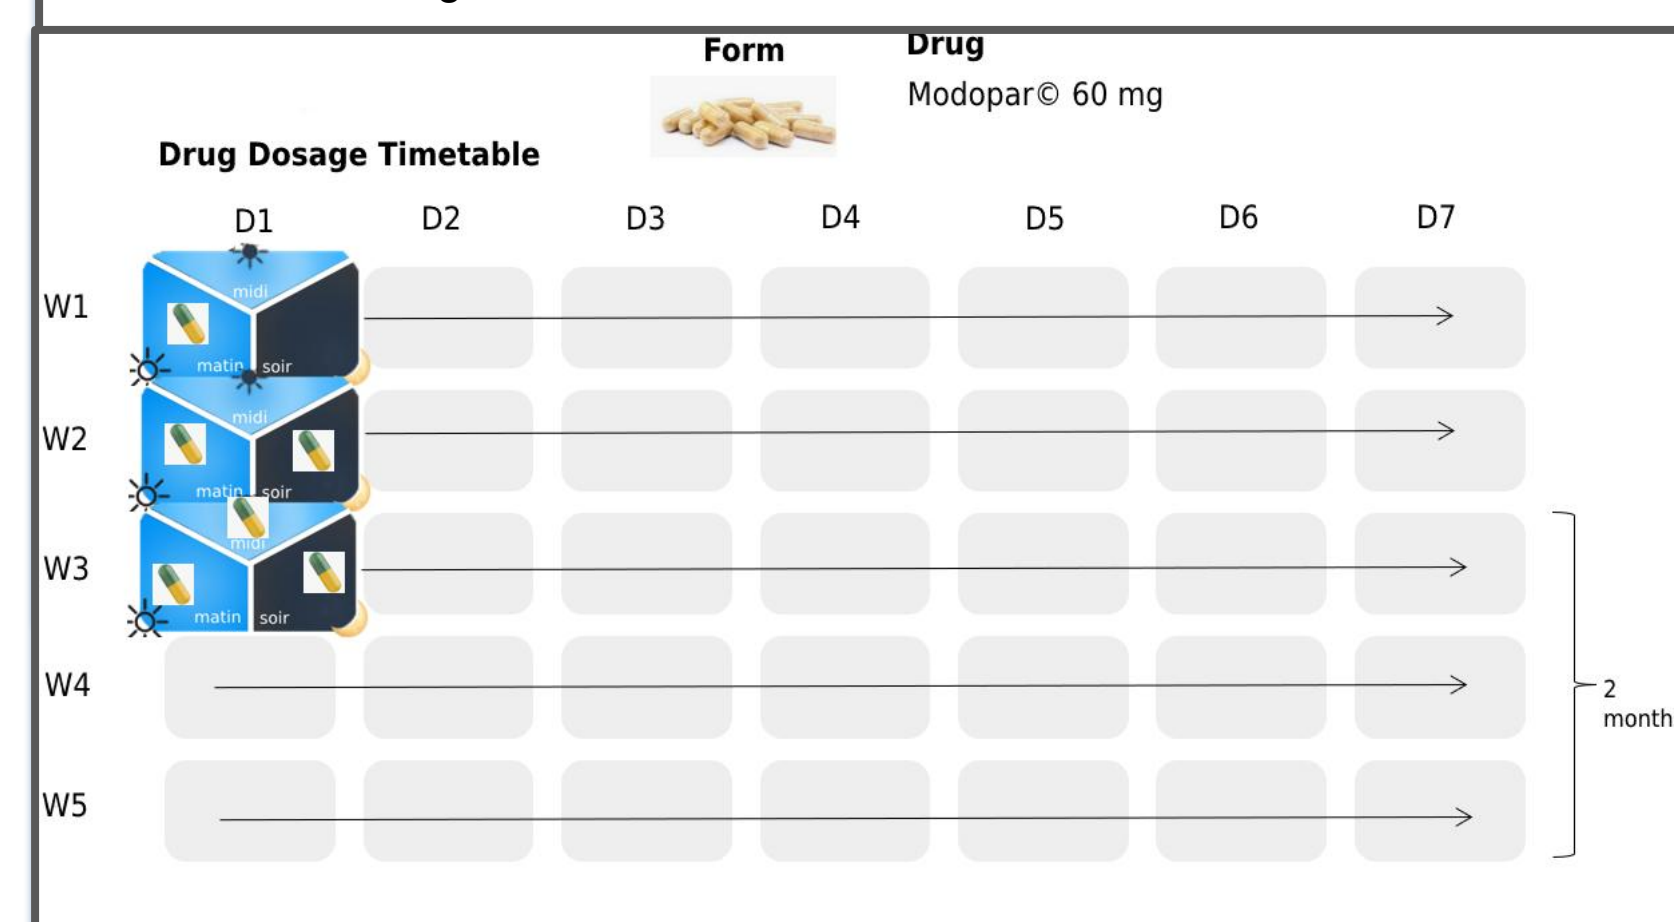 Form
Drug
Modopar© 60 mg
Drug Dosage Timetable
D1 D2 D3 D4 D5 D6 D7
W1
midi
matin soir
W2
midi
matin soir
W3
midi
matin soir
W4
W5
2
month